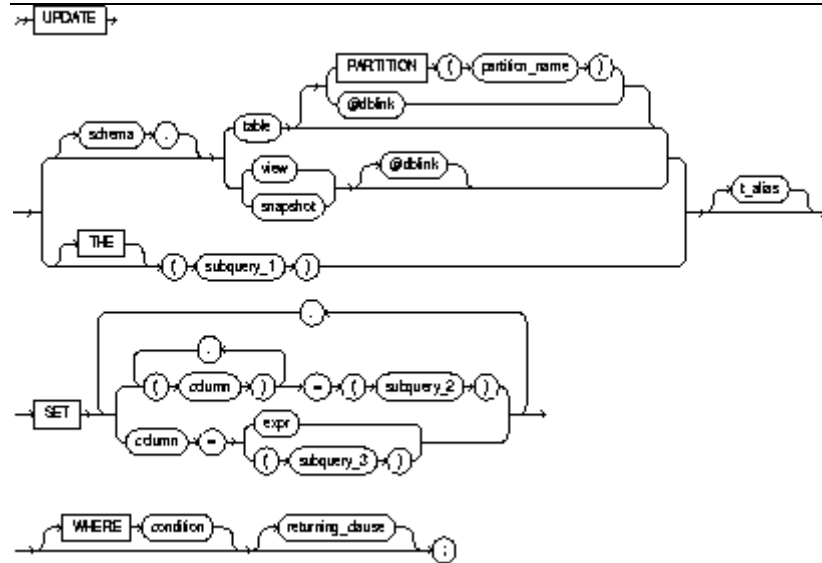 UPDATE
PARTITION ( partition_name )
@dblink
table
schema .
view
@dblink
snapshot
t_alias
THE
( subquery_1 )
,
,
( column ) = ( subquery_2 )
SET
expr
column =
( subquery_3 )
WHERE condition returning_clause ;